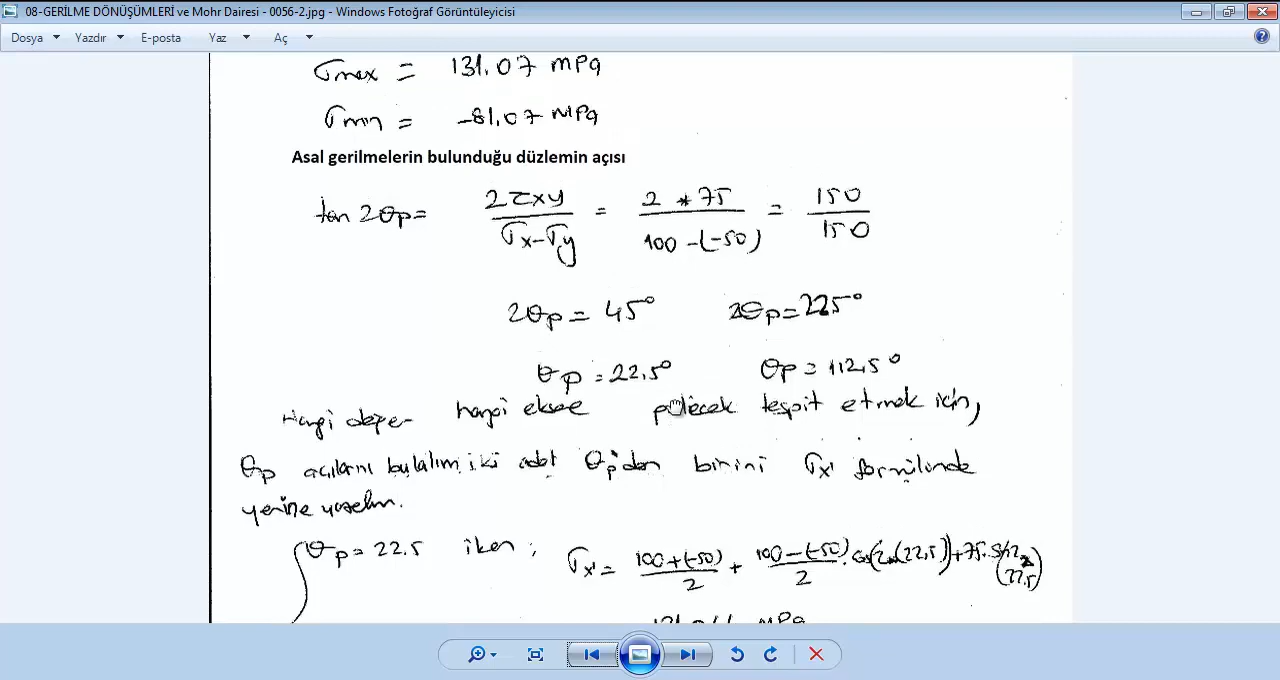 08-GERİLME DÖNÜŞÜMLERİ ve Mohr Dairesi - 0056-2.jpg - Windows Fotoğraf Görüntüleyicisi
Dosya Yazdır E-posta Yaz Aç
σmax = 131.07 MPa
σmin = -81.07 MPa
Asal gerilmelerin bulunduğu düzlemin açısı
tan 2θp = 2τxy / σx-σy = 2 * 75 / 100-(-50) = 150 / 150
2θp = 45° 2θp = 225°
θp = 22.5° θp = 112.5°
Hangi değer hangi eksene gelecek tespit etmek için,
θp açılarını bulalım, iki adet θp'den birini σx' formülünde
yerine yazalım.
θp = 22.5 iken ; σx' = 100+(-50) / 2 + 100-(-50) / 2 . cos(2*(22,5)) + 75. sin2*(22.5)
MPa